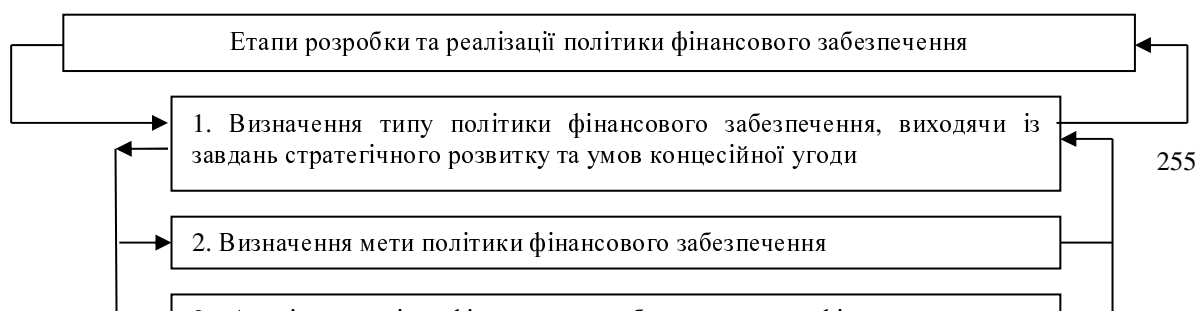 Етапи розробки та реалізації політики фінансового забезпечення
1. Визначення типу політики фінансового забезпечення, виходячи із
завдань стратегічного розвитку та умов концесійної угоди
255
2. Визначення мети політики фінансового забезпечення